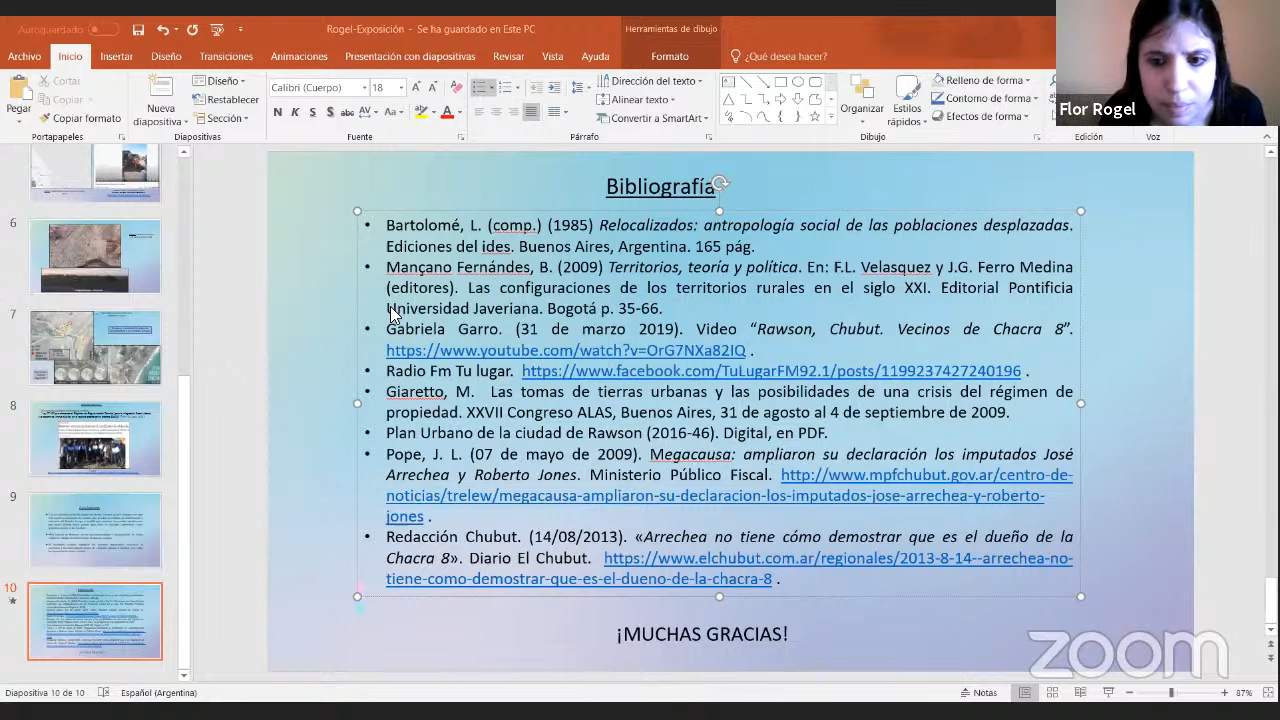 Autoguardado
Rogel-Exposición - Se ha guardado en Este PC
Herramientas de dibujo
Archivo Inicio Insertar Diseño Transiciones Animaciones Presentación con diapositivas Revisar Vista Ayuda Formato ¿Qué desea hacer?
Flor Rogel
Pegar
Cortar
Copiar
Copiar formato
Nueva diapositiva
Diseño
Restablecer
Sección
Calibri (Cuerpo) 18
N K S S abc AV Aa A
Dirección del texto
Alinear texto
Convertir a SmartArt
Organizar
Estilos rápidos
Relleno de forma
Contorno de forma
Efectos de forma
Portapapeles Diapositivas Fuente Párrafo Dibujo Edición Voz
6
7
8
9
10
Bibliografía
• Bartolomé, L. (comp.) (1985) Relocalizados: antropología social de las poblaciones desplazadas.
Ediciones del ides. Buenos Aires, Argentina. 165 pág.
• Mançano Fernándes, B. (2009) Territorios, teoría y política. En: F.L. Velasquez y J.G. Ferro Medina
(editores). Las configuraciones de los territorios rurales en el siglo XXI. Editorial Pontificia
Universidad Javeriana. Bogotá p. 35-66.
• Gabriela Garro. (31 de marzo 2019). Video “Rawson, Chubut. Vecinos de Chacra 8”.
https://www.youtube.com/watch?v=OrG7NXa82IQ .
• Radio Fm Tu lugar. https://www.facebook.com/TuLugarFM92.1/posts/1199237427240196 .
• Giaretto, M. Las tomas de tierras urbanas y las posibilidades de una crisis del régimen de
propiedad. XXVII Congreso ALAS, Buenos Aires, 31 de agosto al 4 de septiembre de 2009.
• Plan Urbano de la ciudad de Rawson (2016-46). Digital, en PDF.
• Pope, J. L. (07 de mayo de 2009). Megacausa: ampliaron su declaración los imputados José
Arrechea y Roberto Jones. Ministerio Público Fiscal. http://www.mpfchubut.gov.ar/centro-de-
noticias/trelew/megacausa-ampliaron-su-declaracion-los-imputados-jose-arrechea-y-roberto-
jones .
• Redacción Chubut. (14/08/2013). «Arrechea no tiene como demostrar que es el dueño de la
Chacra 8». Diario El Chubut. https://www.elchubut.com.ar/regionales/2013-8-14--arrechea-no-
tiene-como-demostrar-que-es-el-dueno-de-la-chacra-8 .
¡MUCHAS GRACIAS!
zoom
Diapositiva 10 de 10 Español (Argentina) Notas 87%